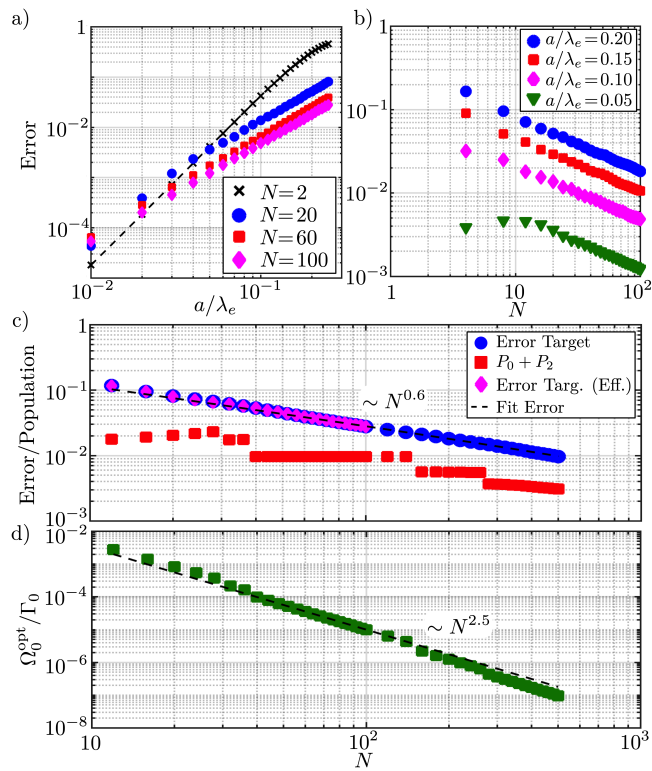 a)
Error
1
10^{-2}
10^{-4}
10^{-2}
10^{-1}
a/λ_e
N=2
N=20
N=60
N=100
b)
10^{-1}
10^{-2}
10^{-3}
1
10
10^2
N
a/λ_e=0.20
a/λ_e=0.15
a/λ_e=0.10
a/λ_e=0.05
c)
Error/Population
1
10^{-1}
10^{-2}
10^{-3}
~ N^{0.6}
Error Target
P_0 + P_2
Error Targ. (Eff.)
Fit Error
d)
Ω_0^{opt}/Γ_0
10^{-2}
10^{-4}
10^{-6}
10^{-8}
~ N^{2.5}
10
10^2
10^3
N